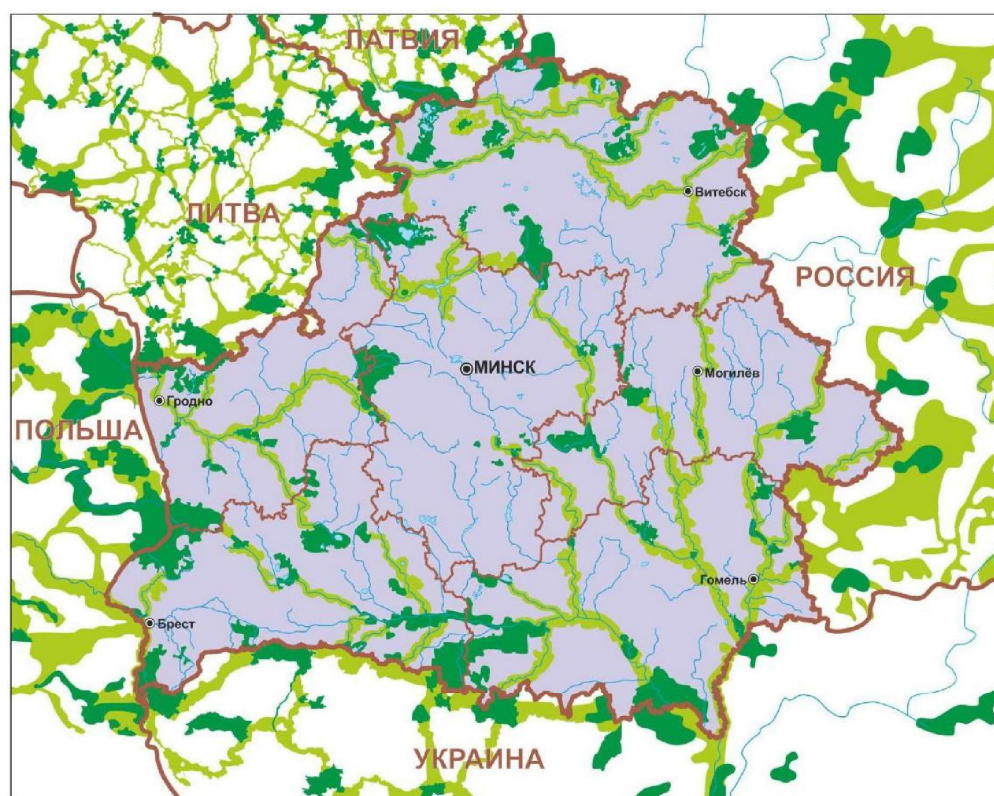 ЛАТВИЯ
Витебск
ЛИТВА
РОССИЯ
МИНСК
Могилёв
Гродно
ПОЛЬША
Гомель
Брест
УКРАИНА